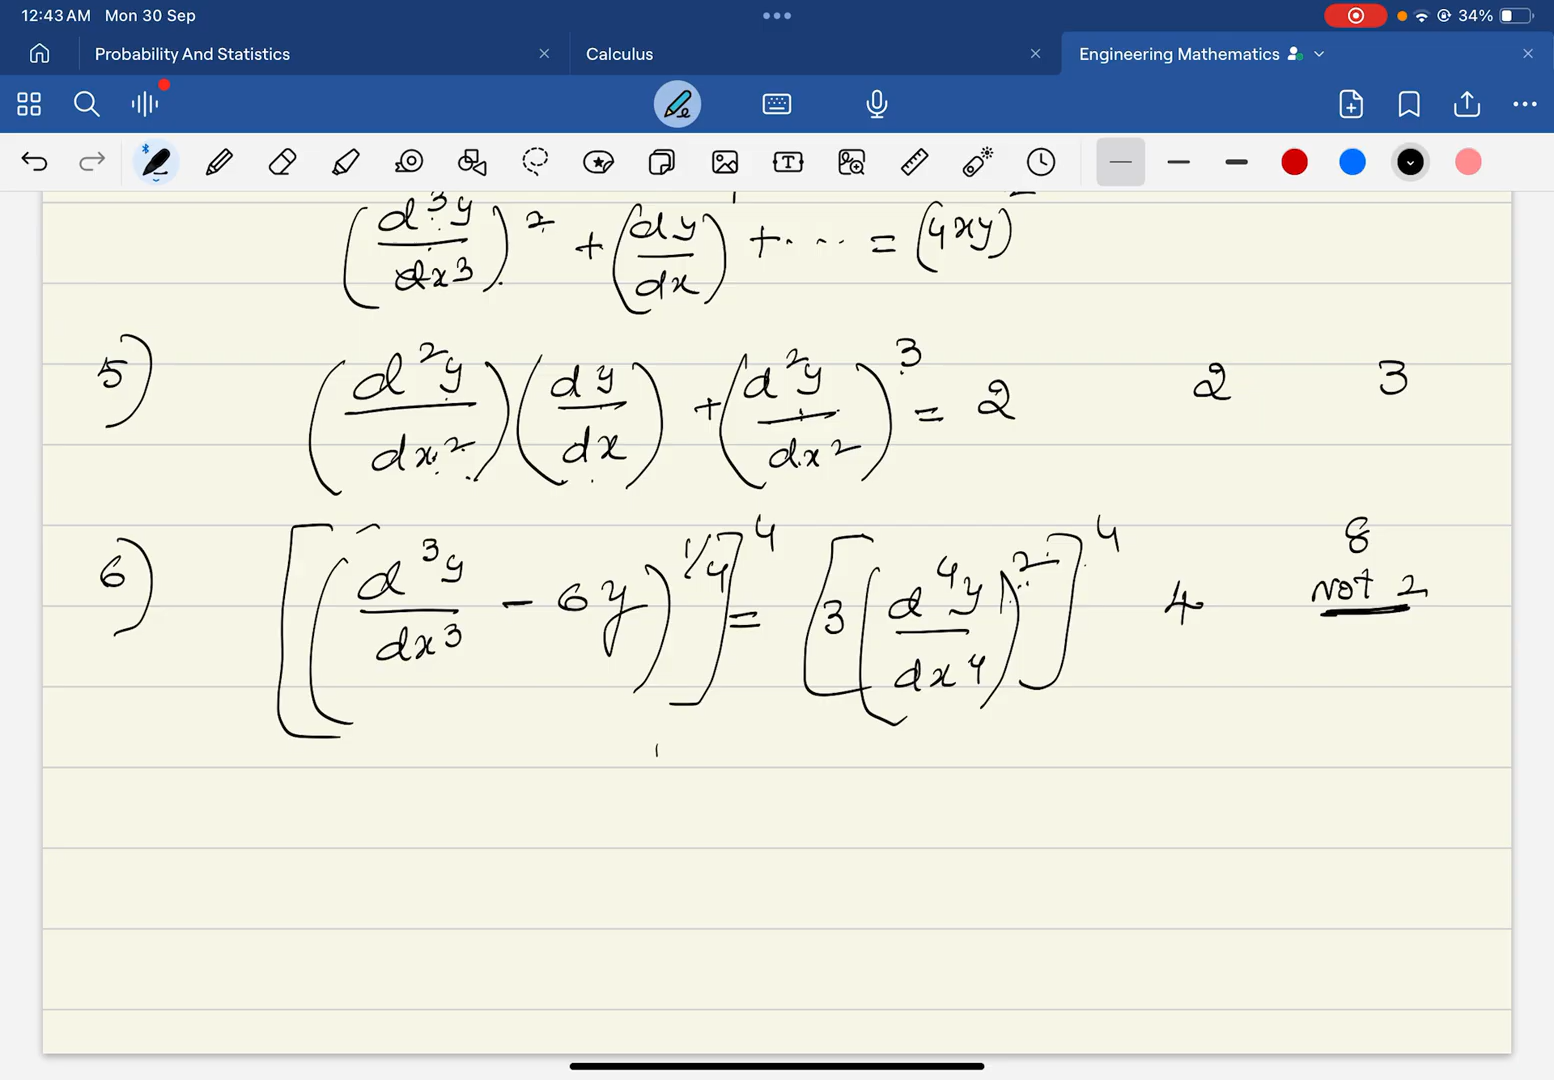 12:43 AM Mon 30 Sep 34%
Probability And Statistics Calculus Engineering Mathematics
(d³y/dx³)² + (dy/dx)¹ + ... = (4xy)²
5) (d²y/dx²)(dy/dx) + (d²y/dx²)³ = 2 2 3
6) [(d³y/dx³ - 6y)^1/4]⁴ = [3(d⁴y/dx⁴)²]⁴ 4 8
not 2